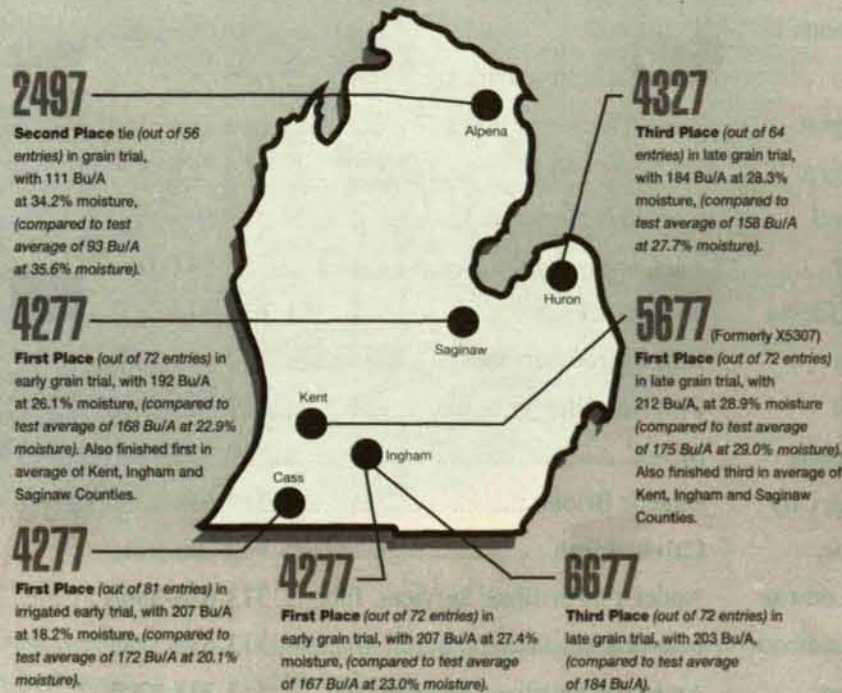 2497
Second Place tie (out of 56
entries) in grain trial,
with 111 Bu/A
at 34.2% moisture,
(compared to test
average of 93 Bu/A
at 35.6% moisture).
4277
First Place (out of 72 entries) in
early grain trial, with 192 Bu/A
at 26.1% moisture, (compared to
test average of 168 Bu/A at 22.9%
moisture). Also finished first in
average of Kent, Ingham and
Saginaw Counties.
4277
First Place (out of 81 entries) in
irrigated early trial, with 207 Bu/A
at 18.2% moisture, (compared to
test average of 172 Bu/A at 20.1%
moisture).
Alpena
Huron
Saginaw
Kent
Ingham
Cass
4277
First Place (out of 72 entries) in
early grain trial, with 207 Bu/A at 27.4%
moisture, (compared to test average
of 167 Bu/A at 23.0% moisture).
4327
Third Place (out of 64
entries) in late grain trial,
with 184 Bu/A at 28.3%
moisture, (compared to
test average of 158 Bu/A
at 27.7% moisture).
5677 (Formerly X5307)
First Place (out of 72 entries)
in late grain trial, with
212 Bu/A, at 28.9% moisture
(compared to test average
of 175 Bu/A at 29.0% moisture).
Also finished third in average of
Kent, Ingham and Saginaw
Counties.
6677
Third Place (out of 72 entries) in
late grain trial, with 203 Bu/A,
(compared to test average
of 184 Bu/A).